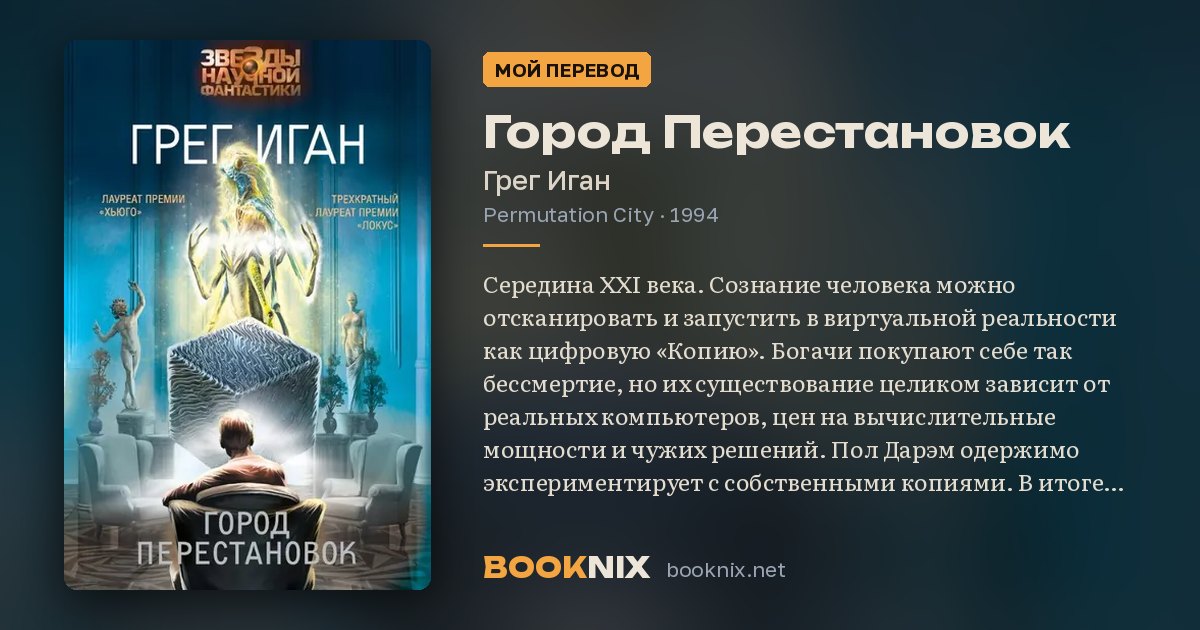 ЗВЕЗДЫ
НАУЧНОЙ
ФАНТАСТИКИ
ГРЕГ ИГАН
ЛАУРЕАТ ПРЕМИИ
«ХЬЮГО»
ТРЕХКРАТНЫЙ
ЛАУРЕАТ ПРЕМИИ
«ЛОКУС»
ГОРОД
ПЕРЕСТАНОВОК
МОЙ ПЕРЕВОД
Город Перестановок
Грег Иган
Permutation City · 1994
Середина XXI века. Сознание человека можно
отсканировать и запустить в виртуальной реальности
как цифровую «Копию». Богачи покупают себе так
бессмертие, но их существование целиком зависит от
реальных компьютеров, цен на вычислительные
мощности и чужих решений. Пол Дарэм одержимо
экспериментирует с собственными копиями. В итоге…
BOOKNIX booknix.net